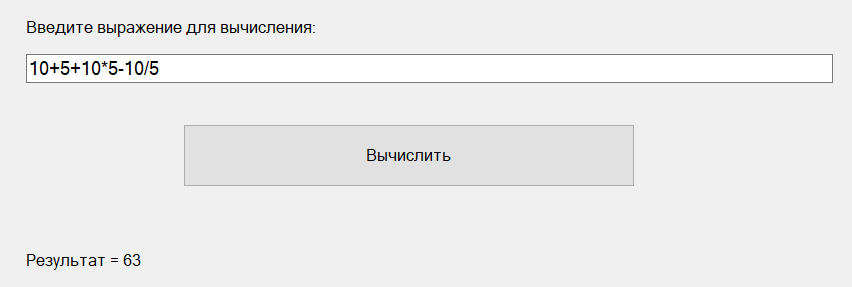 Введите выражение для вычисления:
10+5+10*5-10/5
Вычислить
Результат = 63